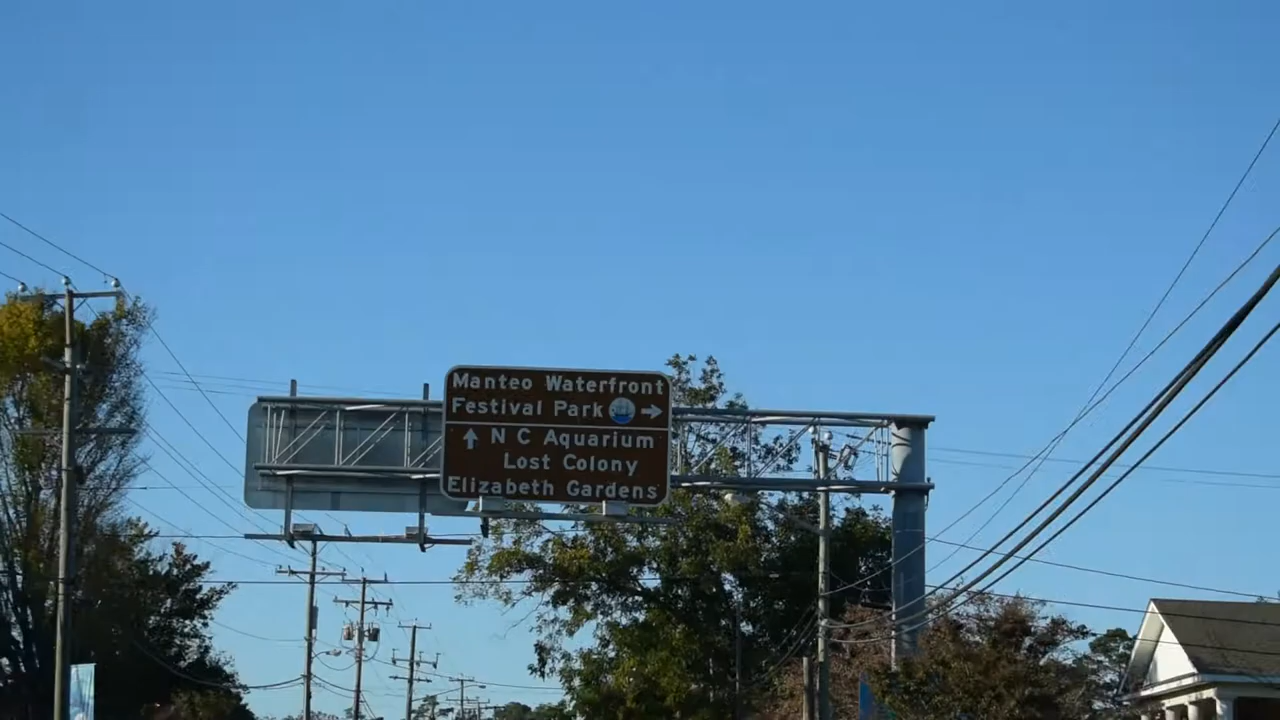 Manteo Waterfront
Festival Park
N C Aquarium
Lost Colony
Elizabeth Gardens